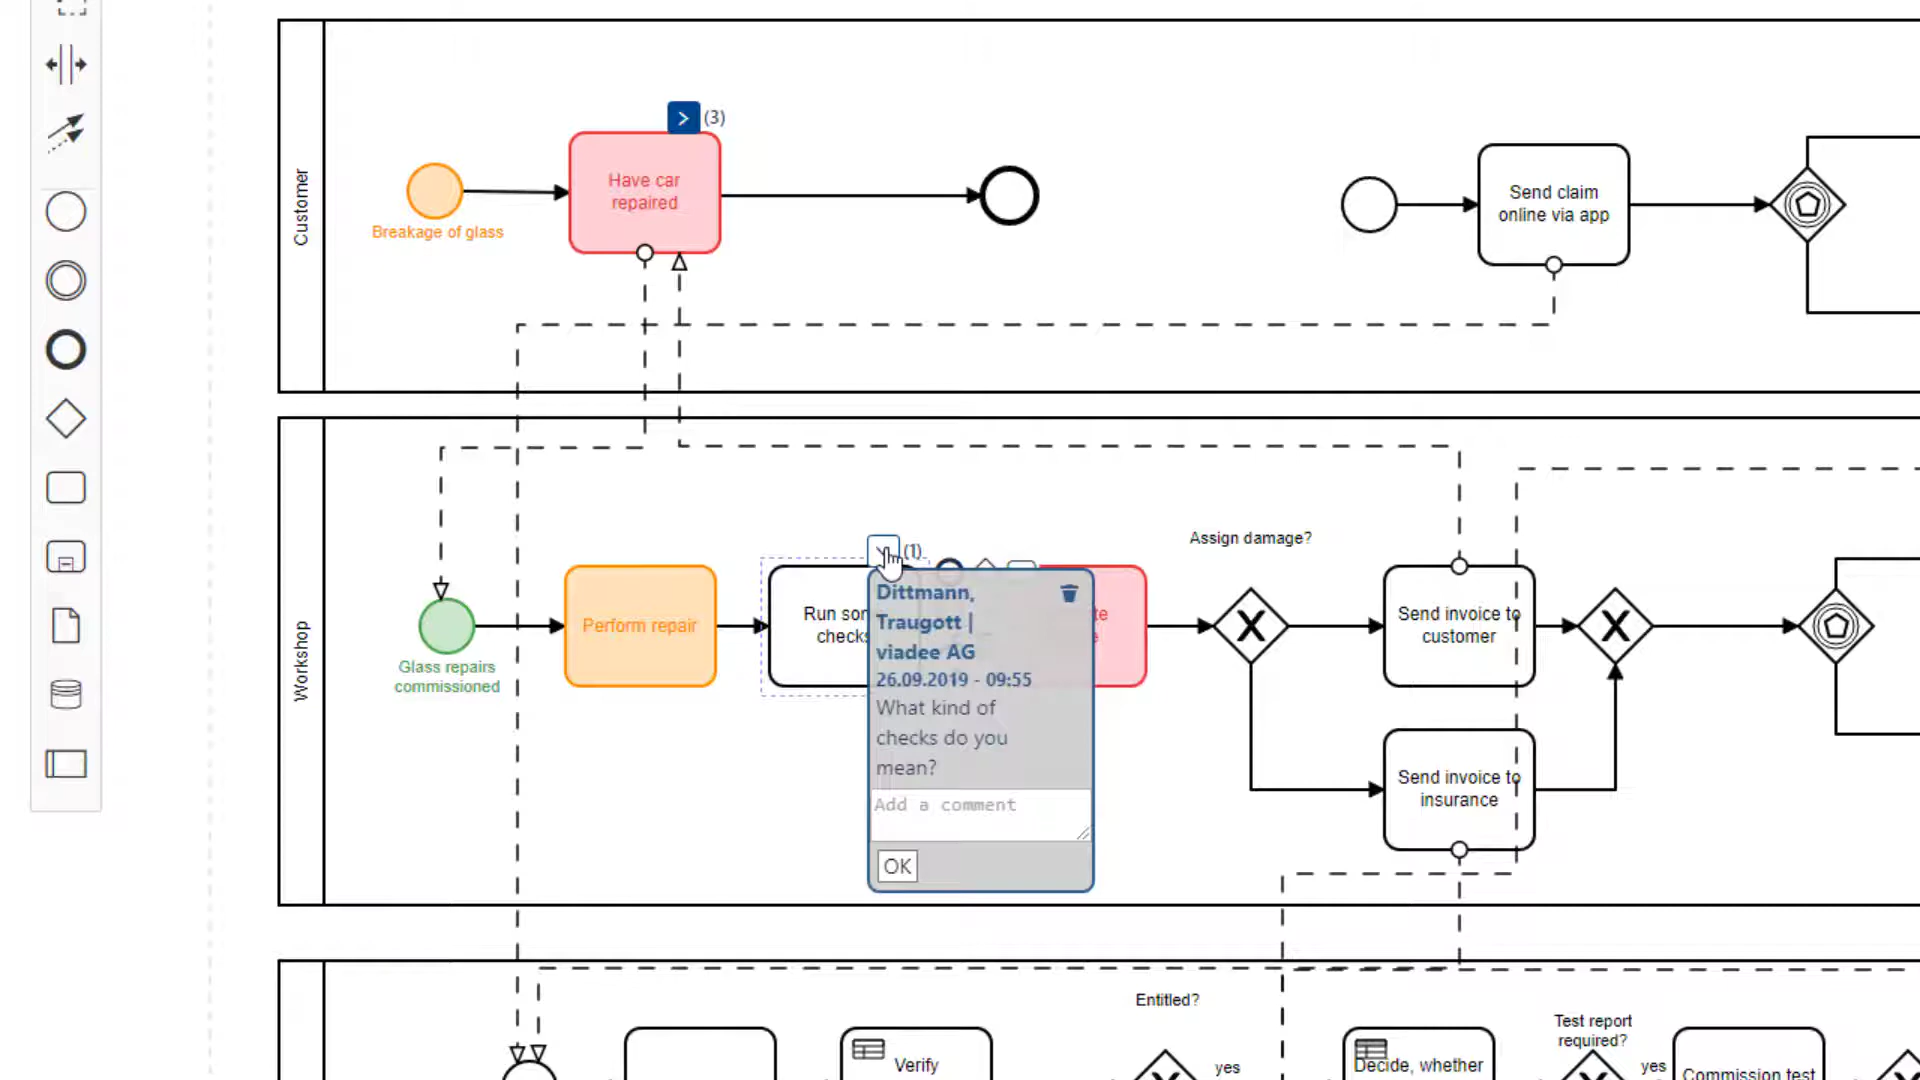 Customer
(3)
Have car
repaired
Breakage of glass
Send claim
online via app
Workshop
Glass repairs
commissioned
Perform repair
(1)
Run
checks
Dittmann,
Traugott |
viadee AG
26.09.2019 - 09:55
What kind of
checks do you
mean?
Add a comment
OK
Assign damage?
Send invoice to
customer
Send invoice to
insurance
Entitled?
Verify
yes
Decide, whether
Test report
required?
yes
Commission test